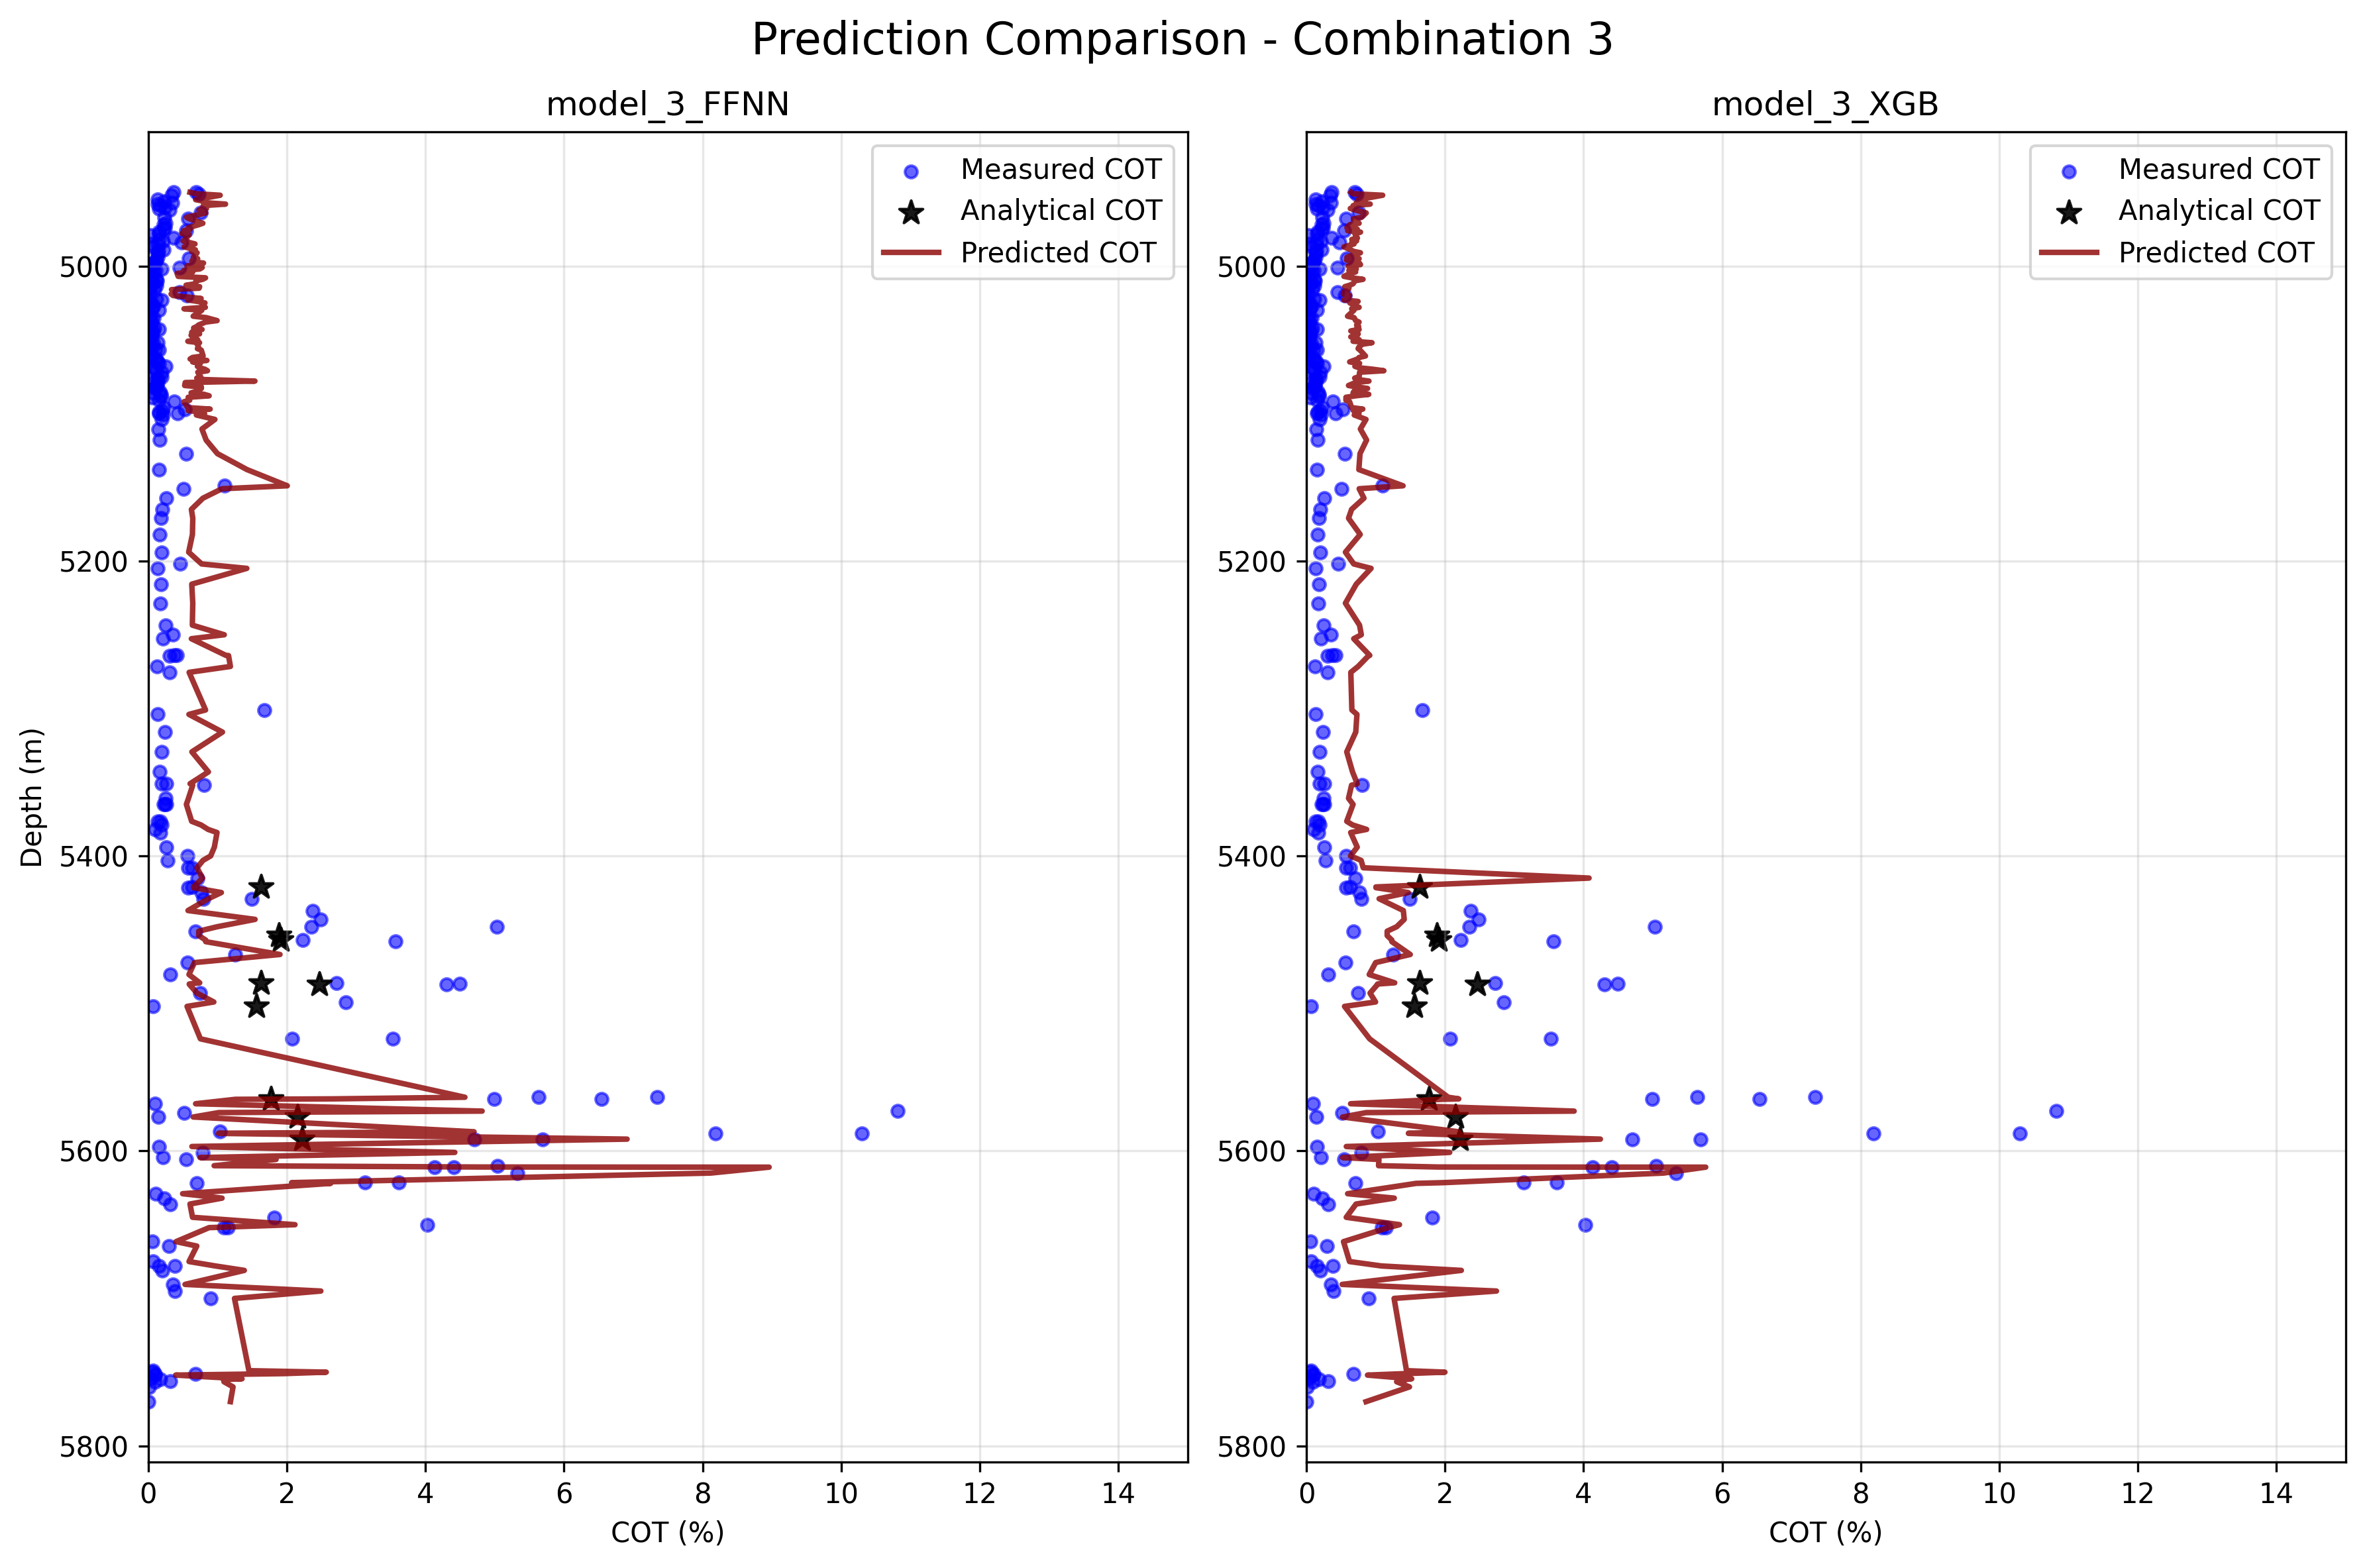 Prediction Comparison - Combination 3
model_3_FFNN
Measured COT
Analytical COT
Predicted COT
5000
5200
5400
5600
5800
Depth (m)
0 2 4 6 8 10 12 14
COT (%)
model_3_XGB
Measured COT
Analytical COT
Predicted COT
5000
5200
5400
5600
5800
0 2 4 6 8 10 12 14
COT (%)